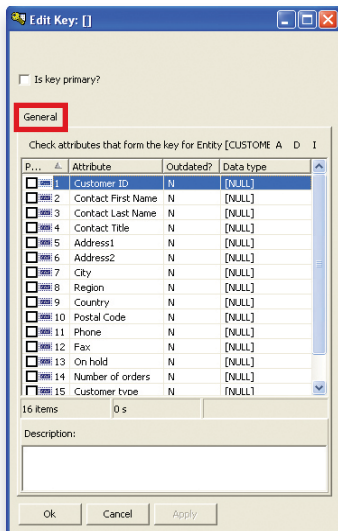 Edit Key: []
Is key primary?
General
Check attributes that form the key for Entity [CUSTOME A D I
P... Attribute Outdated? Data type
1 Customer ID N [NULL]
2 Contact First Name N [NULL]
3 Contact Last Name N [NULL]
4 Contact Title N [NULL]
5 Address1 N [NULL]
6 Address2 N [NULL]
7 City N [NULL]
8 Region N [NULL]
9 Country N [NULL]
10 Postal Code N [NULL]
11 Phone N [NULL]
12 Fax N [NULL]
13 On hold N [NULL]
14 Number of orders N [NULL]
15 Customer type N [NULL]
16 items 0 s
Description:
Ok Cancel Apply